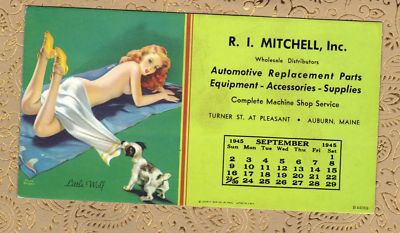 R. I. MITCHELL, Inc.
Wholesale Distributors
Automotive Replacement Parts
Equipment - Accessories - Supplies
Complete Machine Shop Service
TURNER ST. AT PLEASANT • AUBURN, MAINE
1945 SEPTEMBER 1945
Sun Mon Tue Wed Thu Fri Sat
1
2 3 4 5 6 7 8
9 10 11 12 13 14 15
16 17 18 19 20 21 22
23/30 24 25 26 27 28 29
Little Wolf